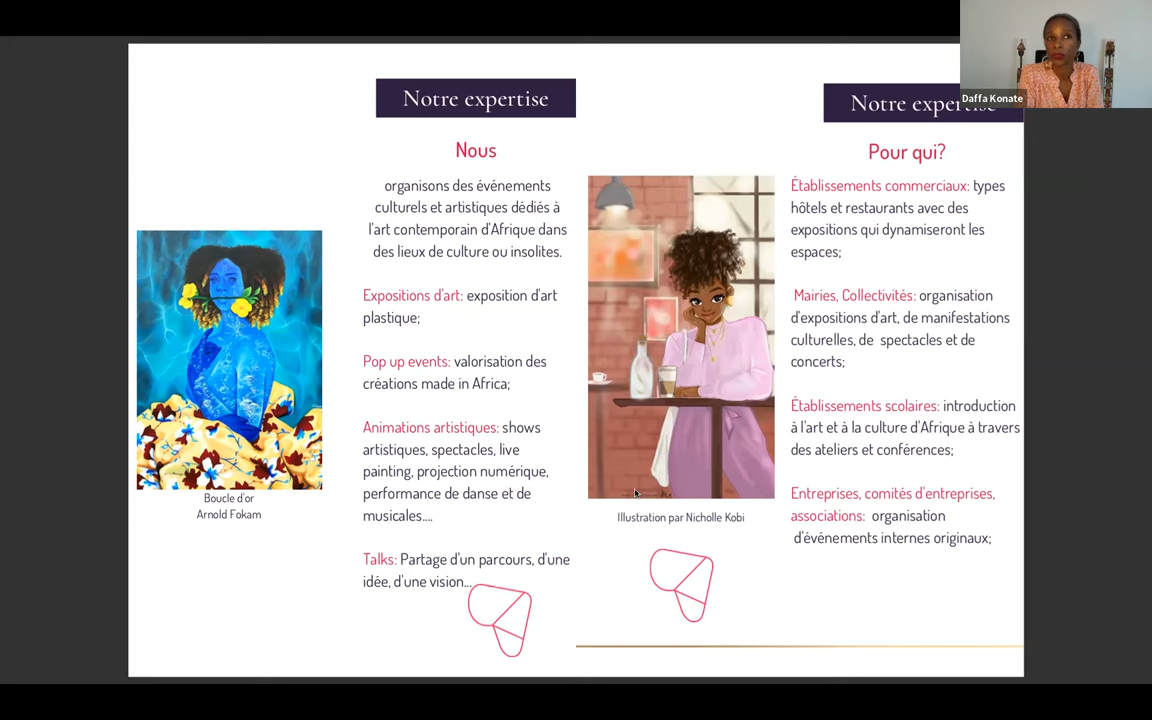 Notre expertise
Nous
organisons des événements
culturels et artistiques dédiés à
l'art contemporain d'Afrique dans
des lieux de culture ou insolites.
Expositions d'art: exposition d'art
plastique;
Pop up events: valorisation des
créations made in Africa;
Animations artistiques: shows
artistiques, spectacles, live
painting, projection numérique,
performance de danse et de
musicales....
Talks: Partage d'un parcours, d'une
idée, d'une vision...
Boucle d'or
Arnold Fokam
Illustration par Nicholle Kobi
Notre expertise
Pour qui?
Établissements commerciaux: types
hôtels et restaurants avec des
expositions qui dynamiseront les
espaces;
Mairies, Collectivités: organisation
d'expositions d'art, de manifestations
culturelles, de spectacles et de
concerts;
Établissements scolaires: introduction
à l'art et à la culture d'Afrique à travers
des ateliers et conférences;
Entreprises, comités d'entreprises,
associations: organisation
d'événements internes originaux;
Daffa Konate